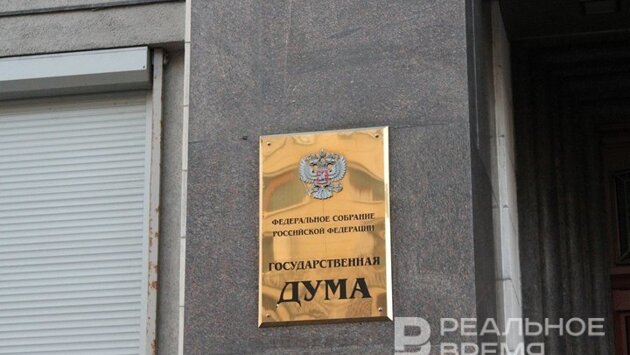 ФЕДЕРАЛЬНОЕ СОБРАНИЕ
РОССИЙСКОЙ ФЕДЕРАЦИИ
ГОСУДАРСТВЕННАЯ
ДУМА
РЕАЛЬНОЕ
ВРЕМЯ